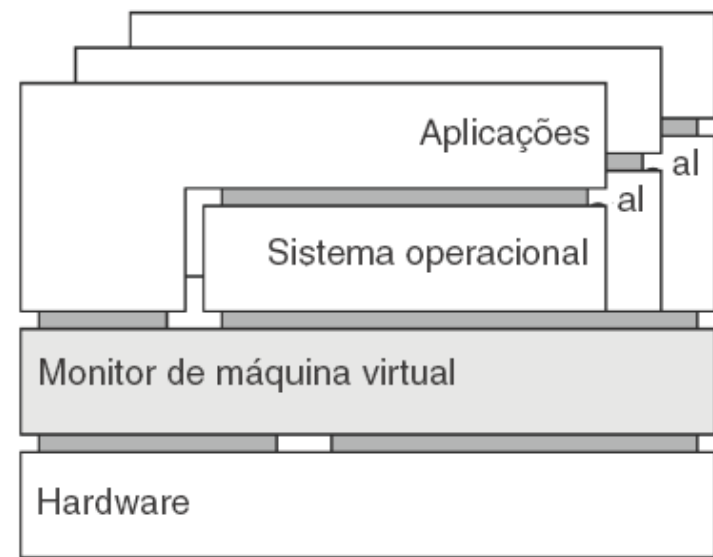 Aplicações
al
al
Sistema operacional
Monitor de máquina virtual
Hardware